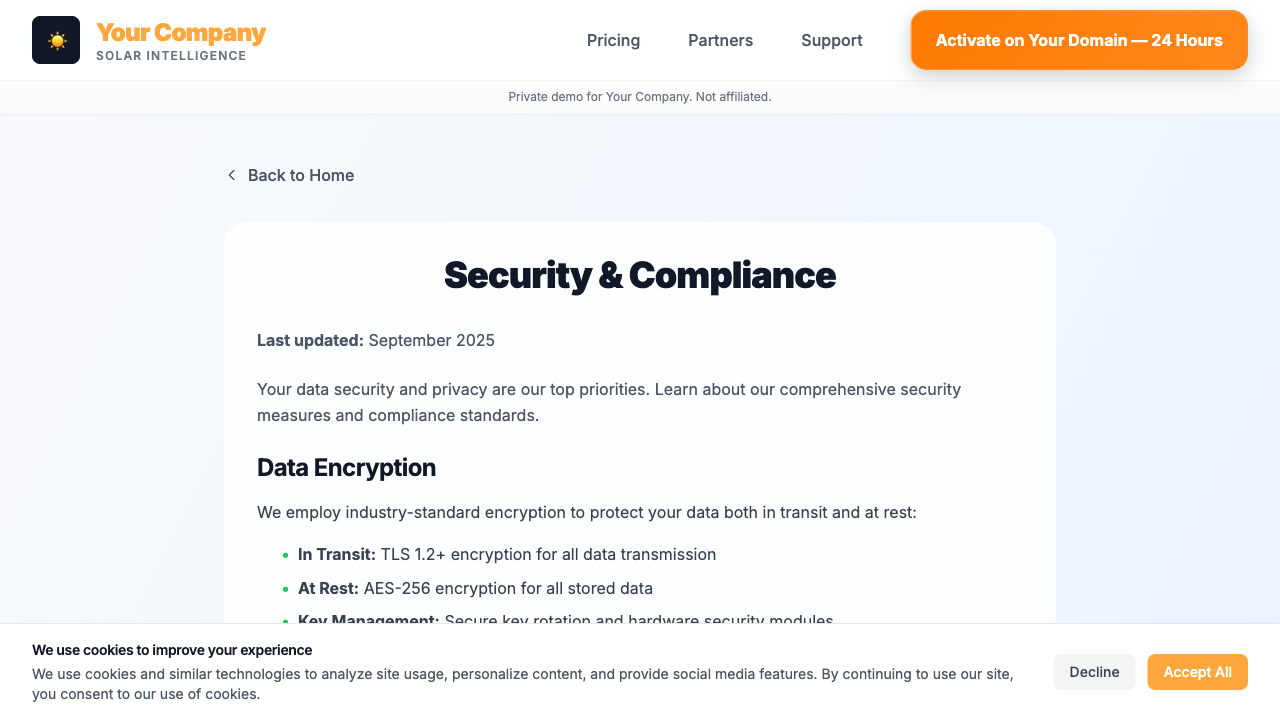 Your Company
SOLAR INTELLIGENCE
Pricing
Partners
Support
Activate on Your Domain — 24 Hours
Private demo for Your Company. Not affiliated.
Back to Home
Security & Compliance
Last updated: September 2025
Your data security and privacy are our top priorities. Learn about our comprehensive security
measures and compliance standards.
Data Encryption
We employ industry-standard encryption to protect your data both in transit and at rest:
In Transit: TLS 1.2+ encryption for all data transmission
At Rest: AES-256 encryption for all stored data
Key Management: Secure key rotation and hardware security modules
We use cookies to improve your experience
We use cookies and similar technologies to analyze site usage, personalize content, and provide social media features. By continuing to use our site,
you consent to our use of cookies.
Decline
Accept All